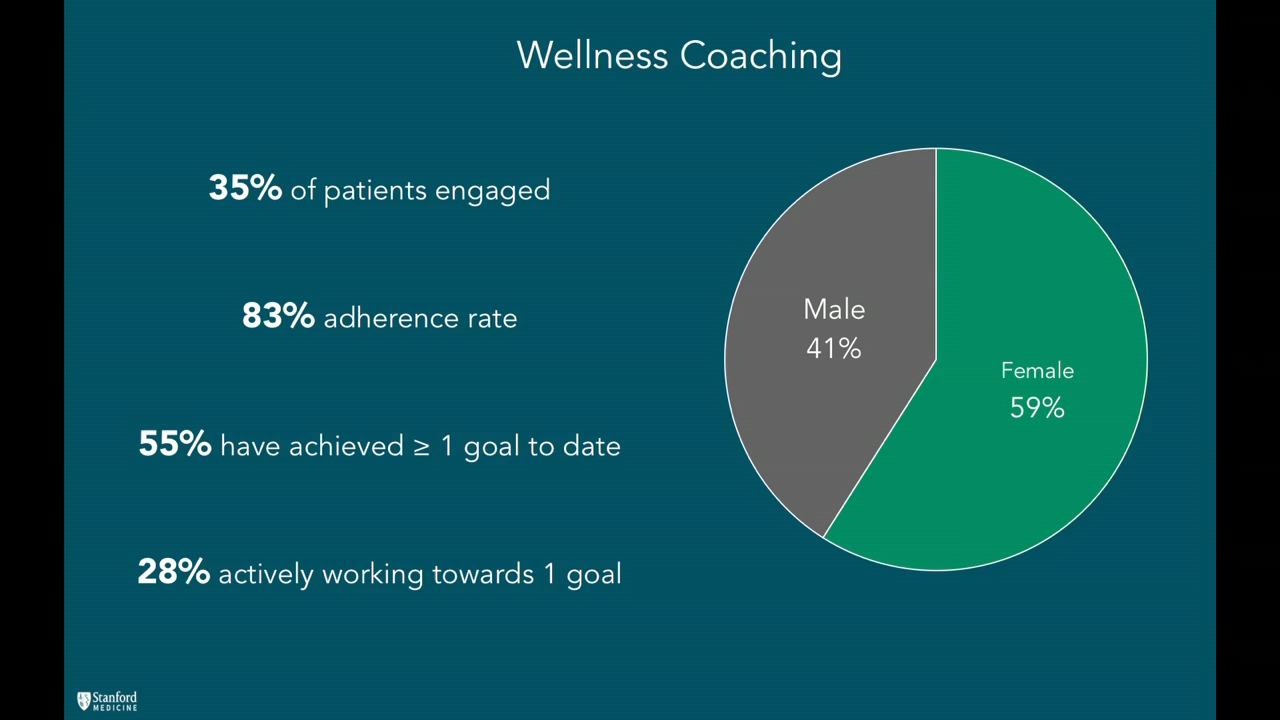 Wellness Coaching
35% of patients engaged
83% adherence rate
55% have achieved ≥ 1 goal to date
28% actively working towards 1 goal
Male
41%
Female
59%
Stanford
MEDICINE